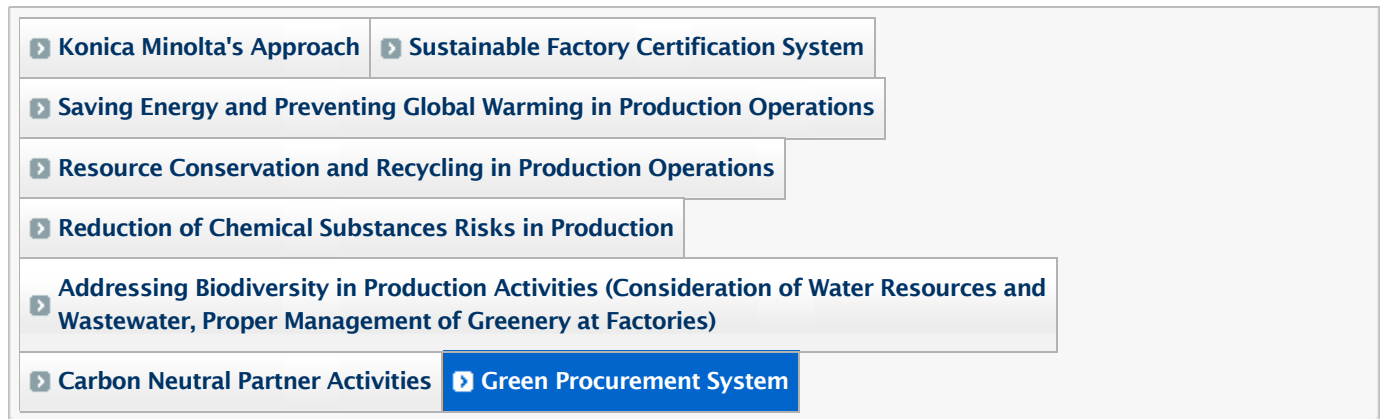 Konica Minolta's Approach Sustainable Factory Certification System
Saving Energy and Preventing Global Warming in Production Operations
Resource Conservation and Recycling in Production Operations
Reduction of Chemical Substances Risks in Production
Addressing Biodiversity in Production Activities (Consideration of Water Resources and
Wastewater, Proper Management of Greenery at Factories)
Carbon Neutral Partner Activities Green Procurement System